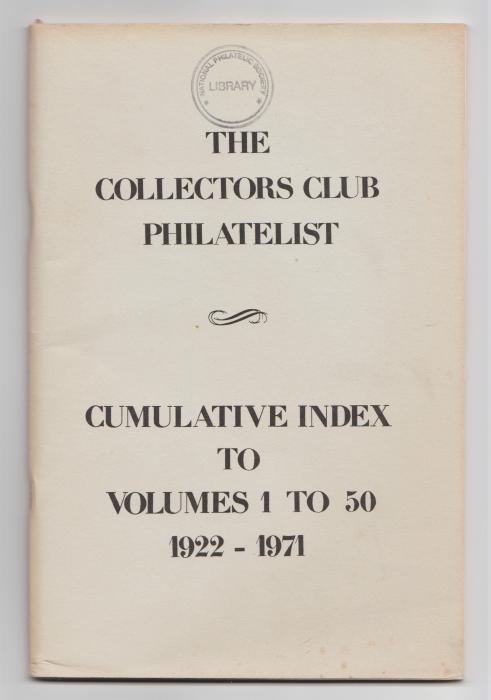 NATIONAL PHILATELIC SOCIETY
LIBRARY
THE
COLLECTORS CLUB
PHILATELIST
CUMULATIVE INDEX
TO
VOLUMES 1 TO 50
1922 - 1971